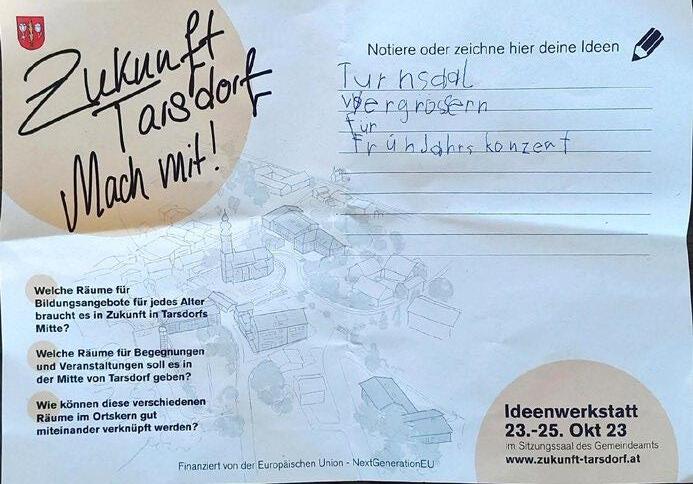 Zukunft
Tarsdorf
Mach mit!
Notiere oder zeichne hier deine Ideen
Turnsaal
vergrossern
für
Frühjahrskonzert
Welche Räume für
Bildungsangebote für jedes Alter
braucht es in Zukunft in Tarsdorfs
Mitte?
Welche Räume für Begegnungen
und Veranstaltungen soll es in
der Mitte von Tarsdorf geben?
Wie können diese verschiedenen
Räume im Ortskern gut
miteinander verknüpft werden?
Ideenwerkstatt
23.-25. Okt 23
im Sitzungssaal des Gemeindeamts
www.zukunft-tarsdorf.at
Finanziert von der Europäischen Union - NextGenerationEU